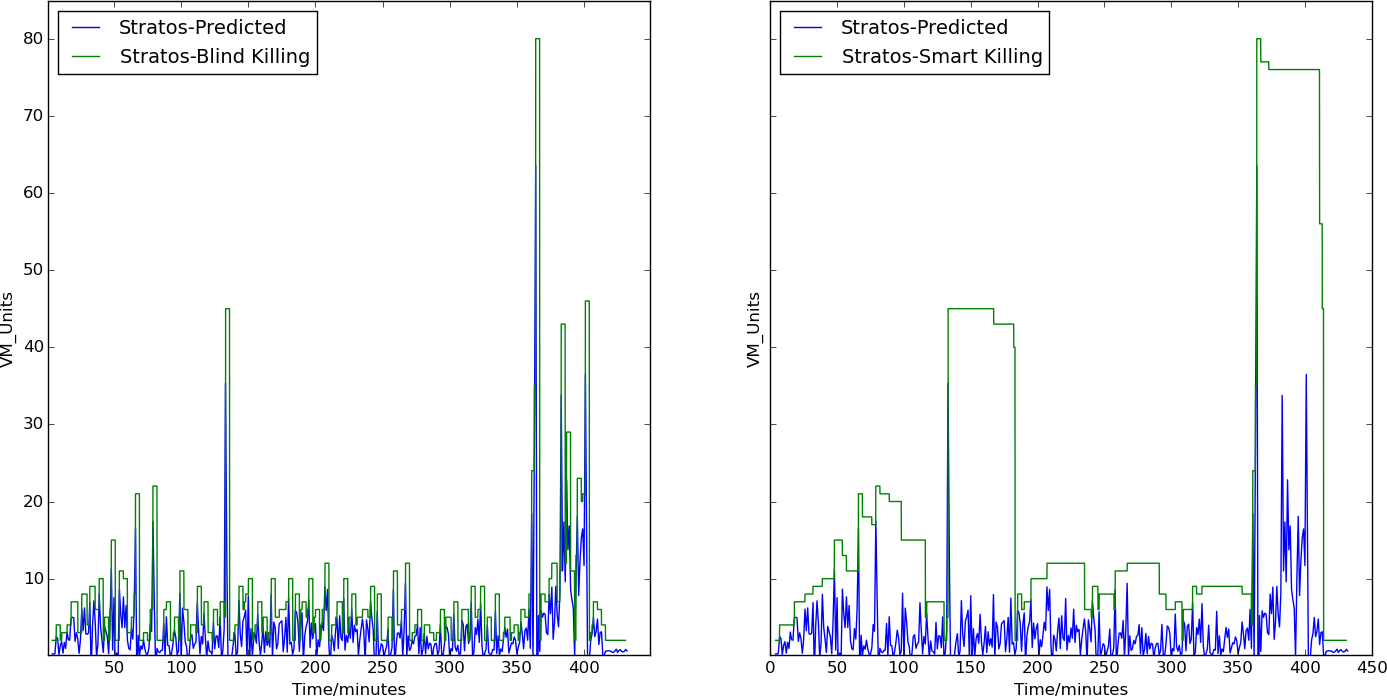 Stratos-Predicted
Stratos-Blind Killing
80
70
60
50
40
30
20
10
VM_Units
50 100 150 200 250 300 350 400
Time/minutes
Stratos-Predicted
Stratos-Smart Killing
VM_Units
0 50 100 150 200 250 300 350 400 450
Time/minutes